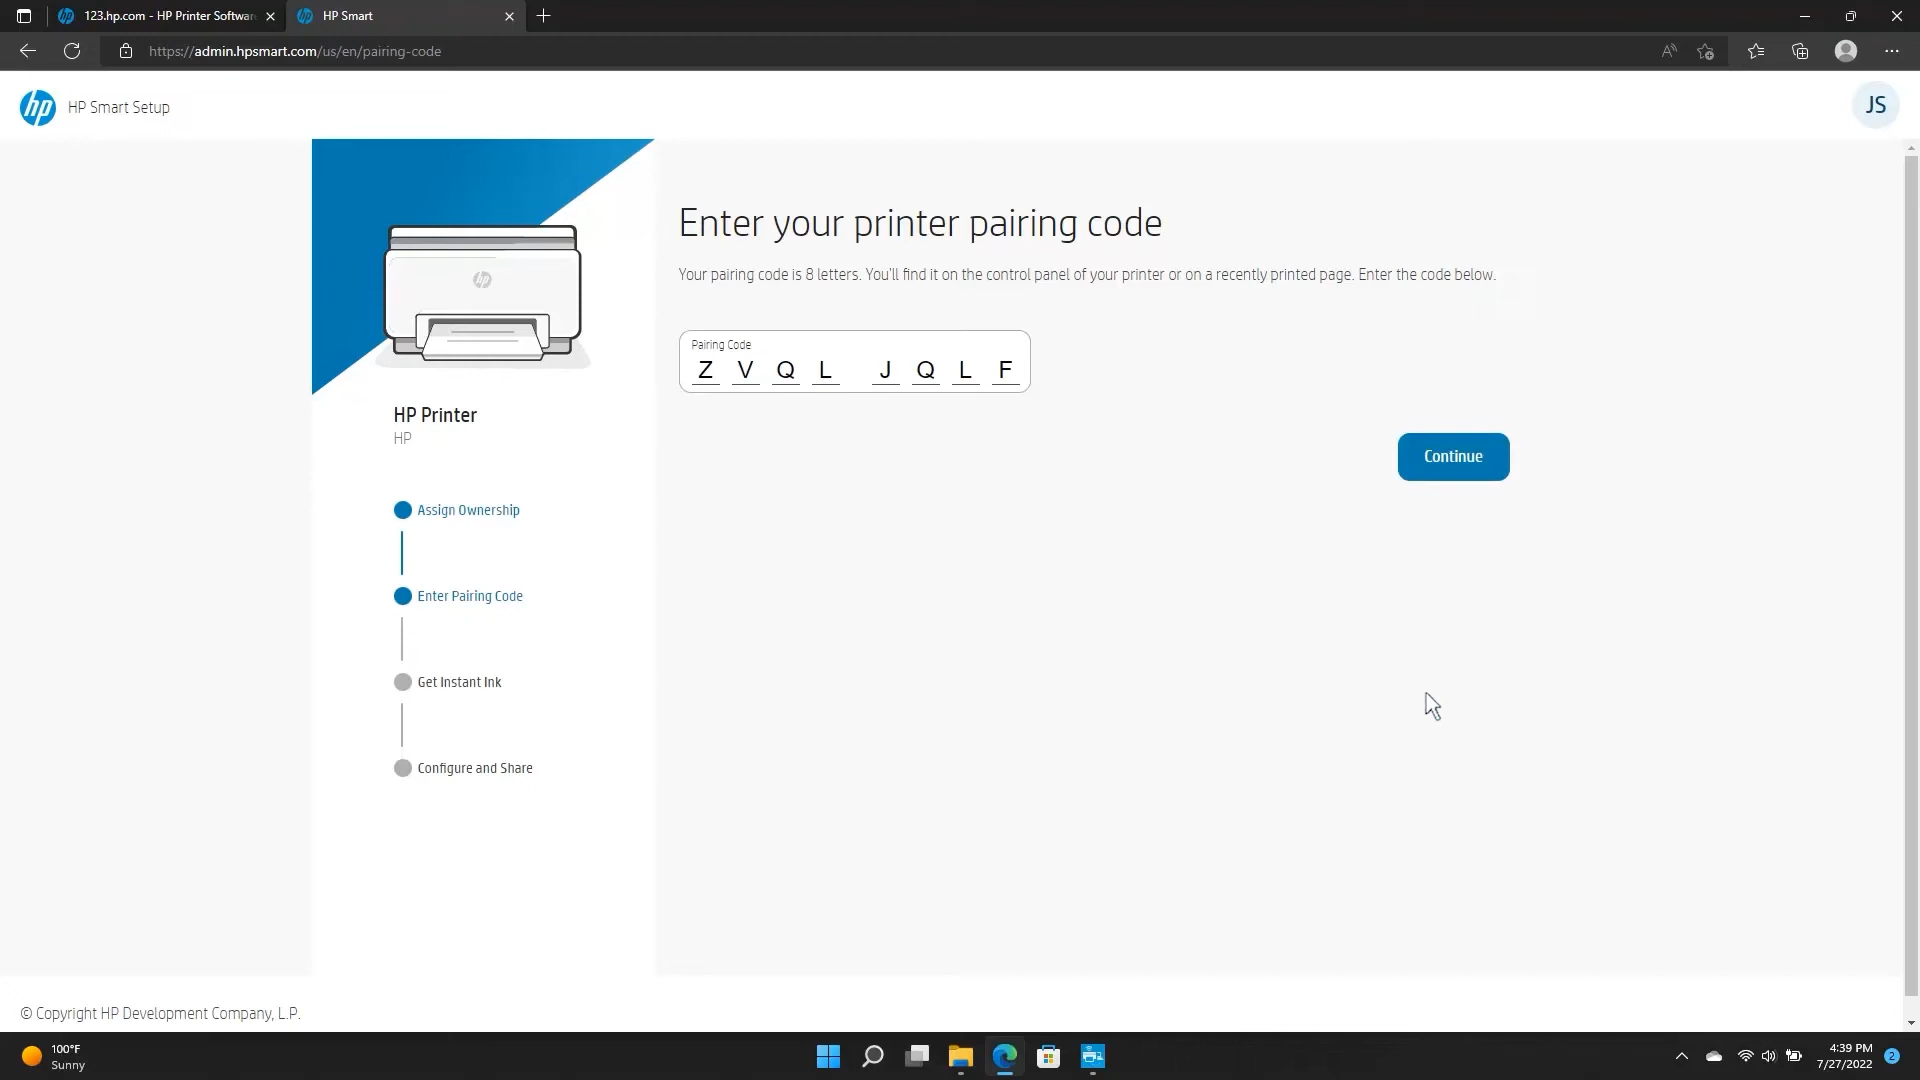 123.hp.com - HP Printer Softwar
HP Smart
https://admin.hpsmart.com/us/en/pairing-code
hp HP Smart Setup
JS
Enter your printer pairing code
Your pairing code is 8 letters. You'll find it on the control panel of your printer or on a recently printed page. Enter the code below.
Pairing Code
Z V Q L J Q L F
Continue
hp
HP Printer
HP
Assign Ownership
Enter Pairing Code
Get Instant Ink
Configure and Share
© Copyright HP Development Company, L.P.
100°F
Sunny
4:39 PM
7/27/2022
2